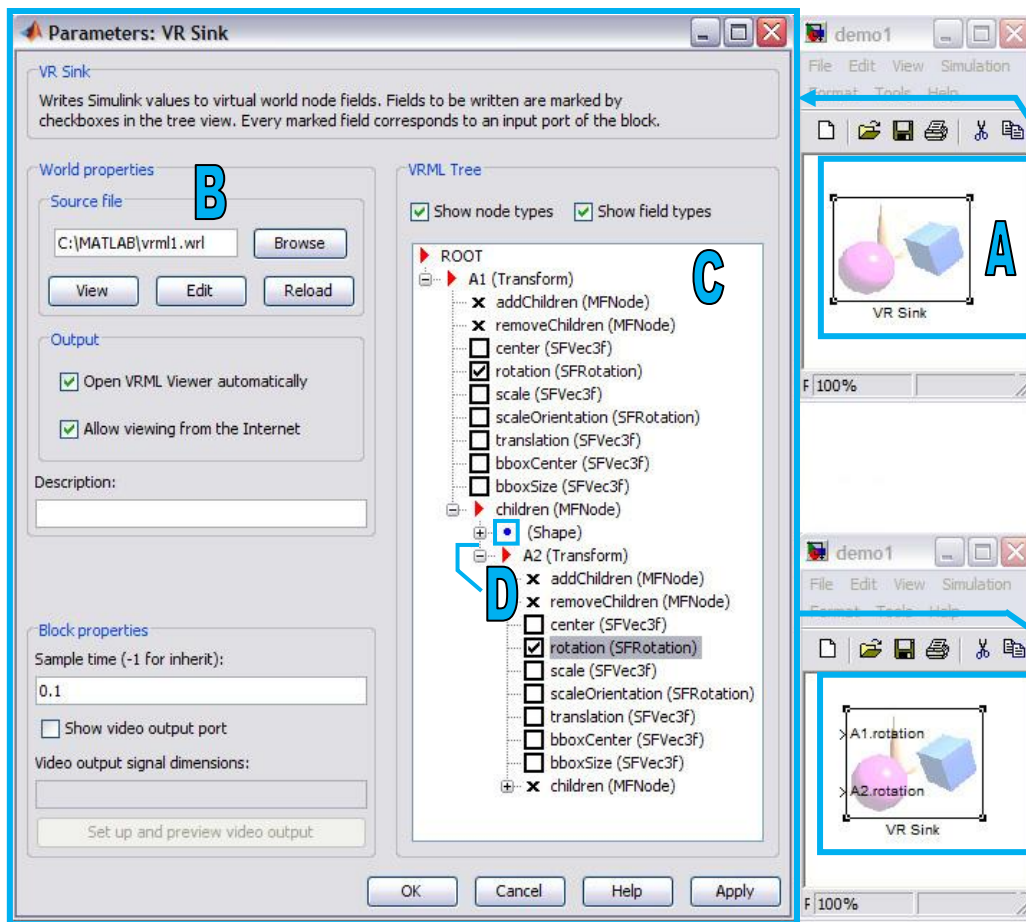 Parameters: VR Sink
VR Sink
Writes Simulink values to virtual world node fields. Fields to be written are marked by
checkboxes in the tree view. Every marked field corresponds to an input port of the block.
World properties
B
Source file
C:\MATLAB\vrml1.wrl
Browse
View
Edit
Reload
Output
Open VRML Viewer automatically
Allow viewing from the Internet
Description:
Block properties
Sample time (-1 for inherit):
0.1
Show video output port
Video output signal dimensions:
Set up and preview video output
VRML Tree
Show node types
Show field types
C
ROOT
A1 (Transform)
addChildren (MFNode)
removeChildren (MFNode)
center (SFVec3f)
rotation (SFRotation)
scale (SFVec3f)
scaleOrientation (SFRotation)
translation (SFVec3f)
bboxCenter (SFVec3f)
bboxSize (SFVec3f)
children (MFNode)
(Shape)
A2 (Transform)
D
addChildren (MFNode)
removeChildren (MFNode)
center (SFVec3f)
rotation (SFRotation)
scale (SFVec3f)
scaleOrientation (SFRotation)
translation (SFVec3f)
bboxCenter (SFVec3f)
bboxSize (SFVec3f)
children (MFNode)
OK
Cancel
Help
Apply
demo1
File Edit View Simulation
Format Tools Help
A
VR Sink
F 100%
demo1
File Edit View Simulation
Format Tools Help
A1.rotation
A2.rotation
VR Sink
F 100%